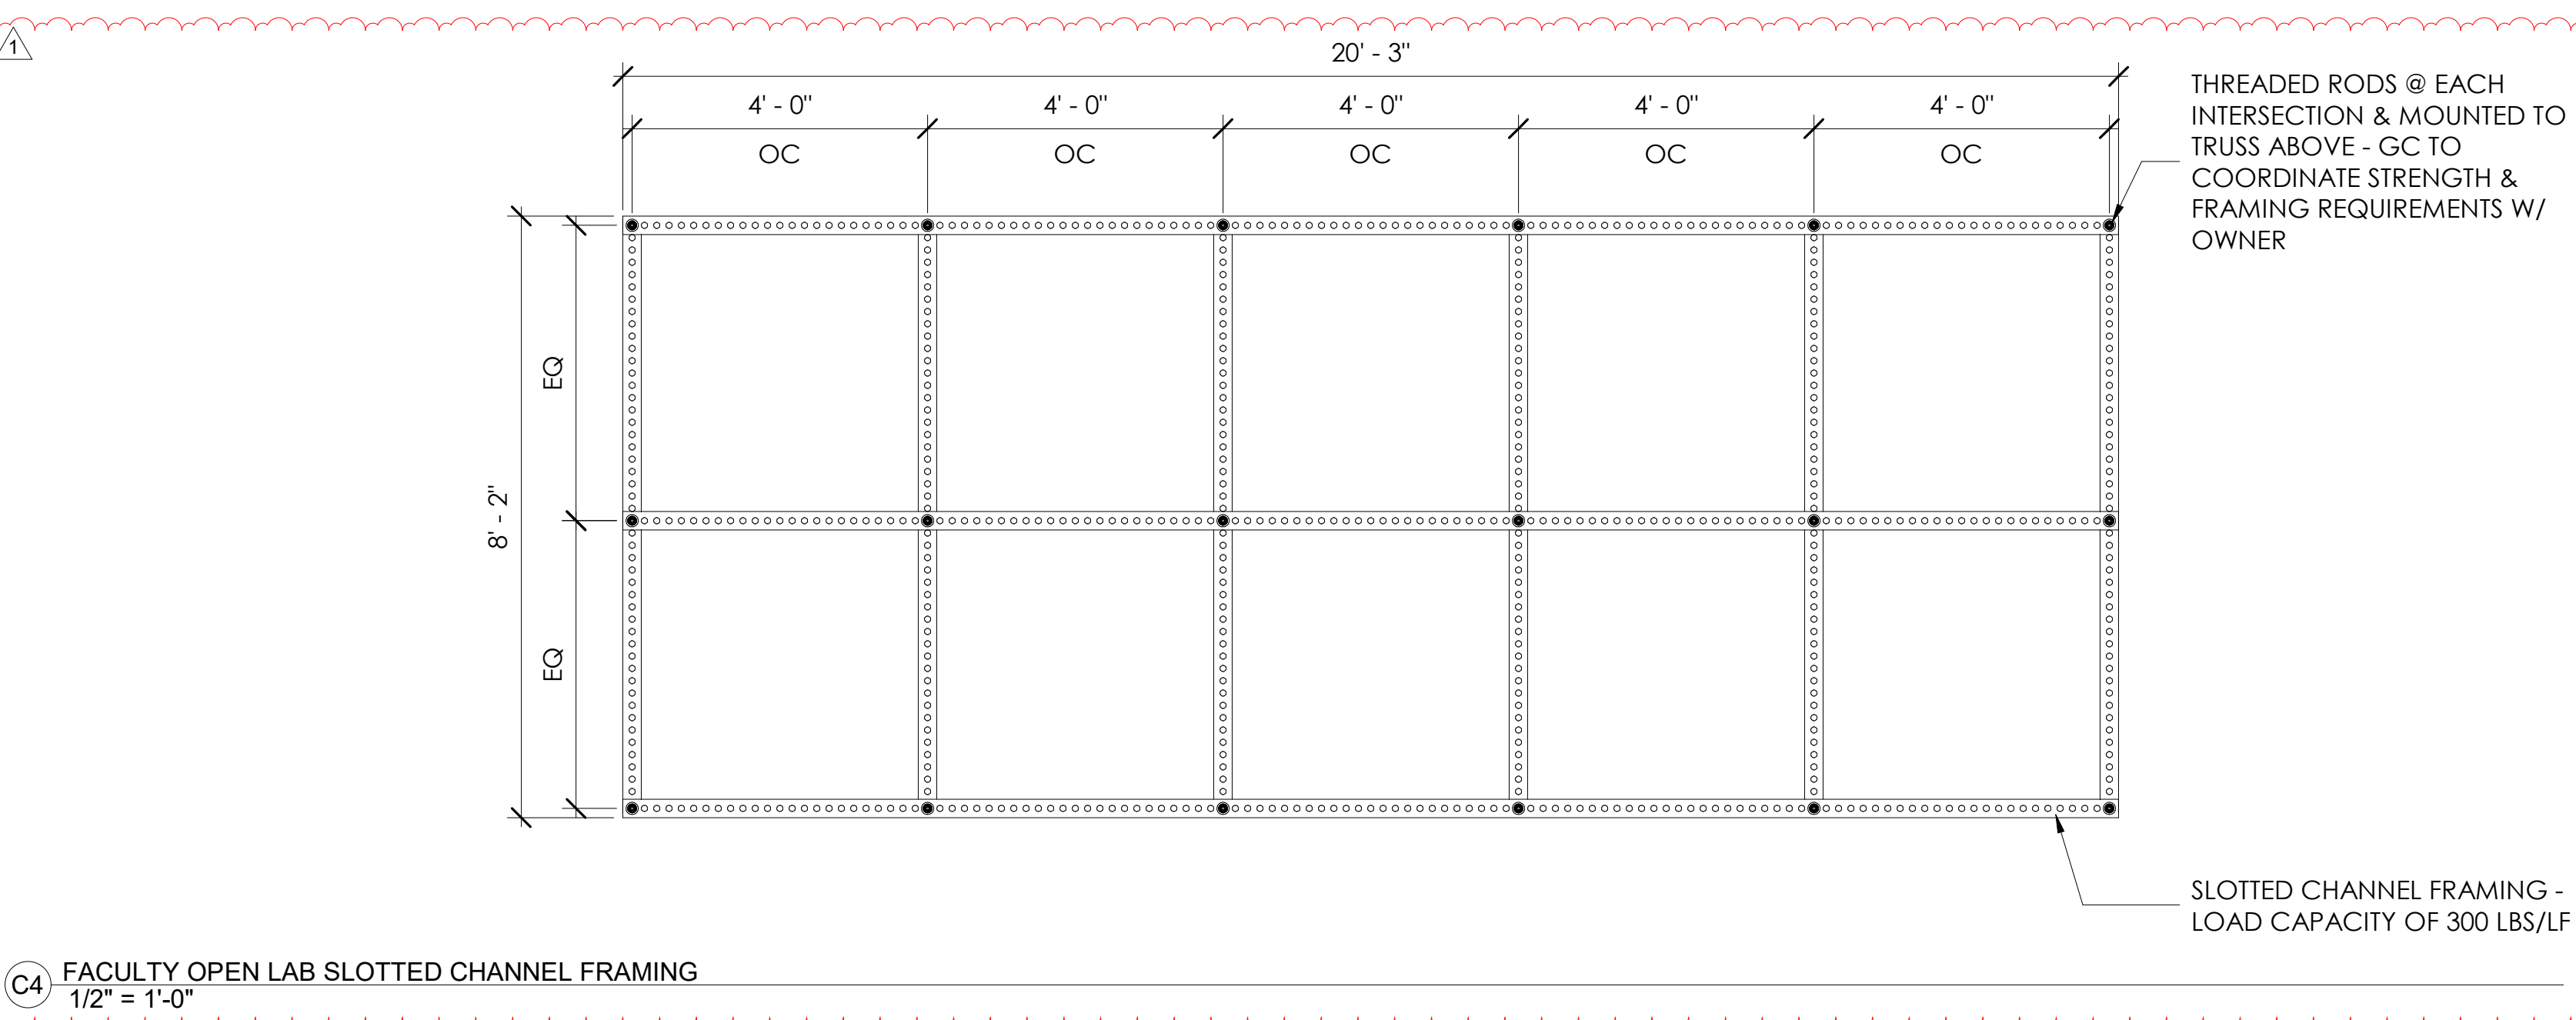 1
20' - 3"
4' - 0" 4' - 0" 4' - 0" 4' - 0" 4' - 0"
OC OC OC OC OC
THREADED RODS @ EACH
INTERSECTION & MOUNTED TO
TRUSS ABOVE - GC TO
COORDINATE STRENGTH &
FRAMING REQUIREMENTS W/
OWNER
EQ
8' - 2"
EQ
SLOTTED CHANNEL FRAMING -
LOAD CAPACITY OF 300 LBS/LF
C4 FACULTY OPEN LAB SLOTTED CHANNEL FRAMING
1/2" = 1'-0"